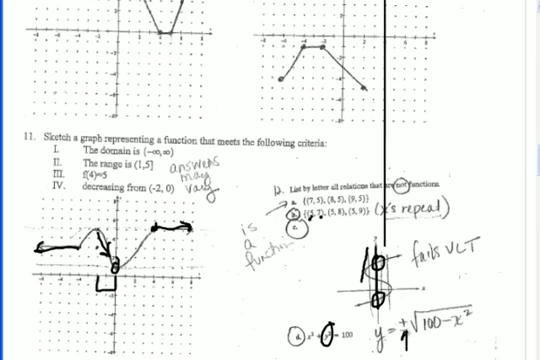 11. Sketch a graph representing a function that meets the following criteria:
I. The domain is (-∞,∞)
II. The range is (1,5]
III. f(4)=5
IV. decreasing from (-2, 0)
answers
may
vary
12. List by letter all relations that are not functions.
a. {(7, 5), (8, 5), (9, 5)}
b. {(5, 7), (5, 8), (5, 9)} (x's repeat)
c.
is
a
function
fails VLT
d. = 100
y = ±√100-x²